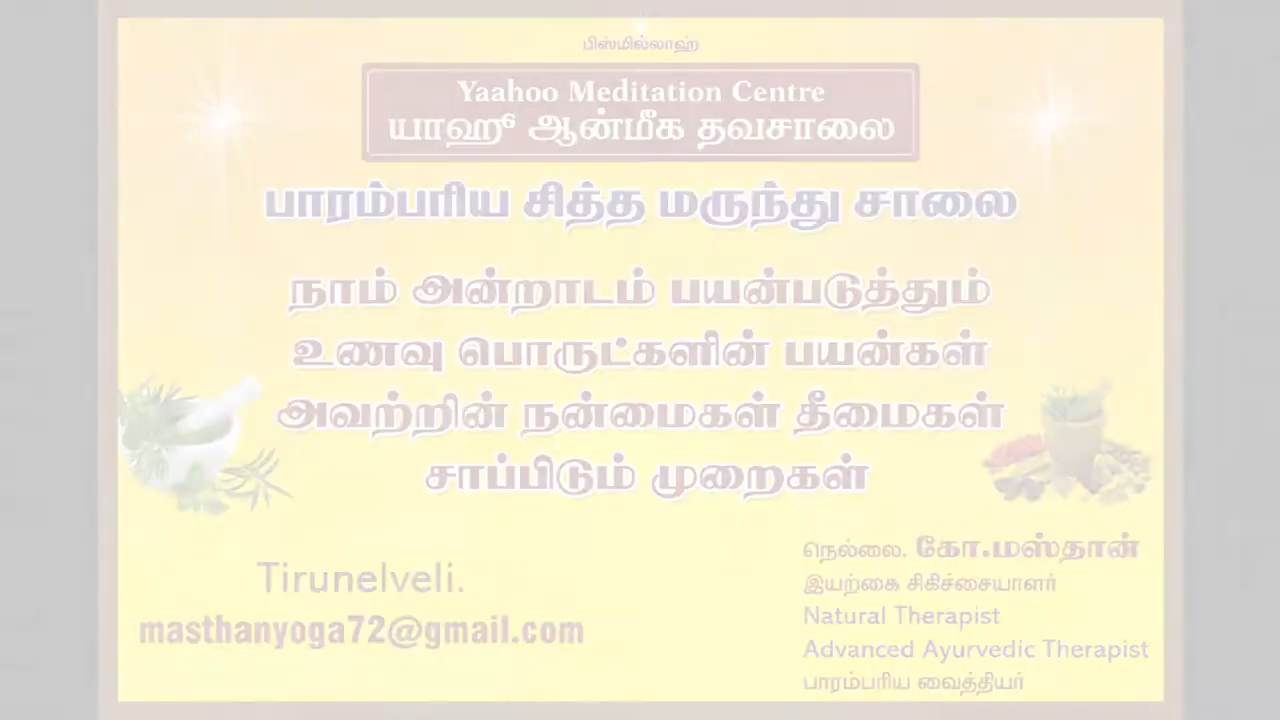 பிஸ்மில்லாஹ்
Yaahoo Meditation Centre
யாஹூ ஆன்மீக தவசாலை
பாரம்பரிய சித்த மருந்து சாலை
நாம் அன்றாடம் பயன்படுத்தும்
உணவு பொருட்களின் பயன்கள்
அவற்றின் நன்மைகள் தீமைகள்
சாப்பிடும் முறைகள்
Tirunelveli.
masthanyoga72@gmail.com
நெல்லை. கோ.மஸ்தான்
இயற்கை சிகிச்சையாளர்
Natural Therapist
Advanced Ayurvedic Therapist
பாரம்பரிய வைத்தியர்